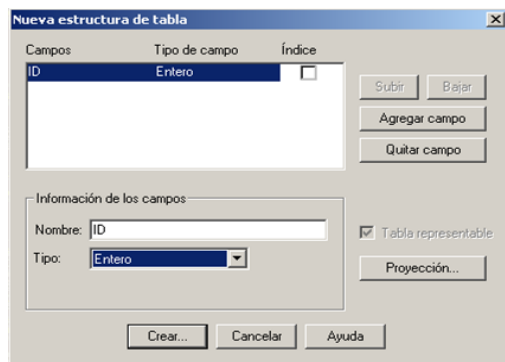 Nueva estructura de tabla
Campos Tipo de campo Índice
ID Entero
Subir Bajar
Agregar campo
Quitar campo
Información de los campos
Nombre: ID
Tipo: Entero
Tabla representable
Proyección...
Crear... Cancelar Ayuda